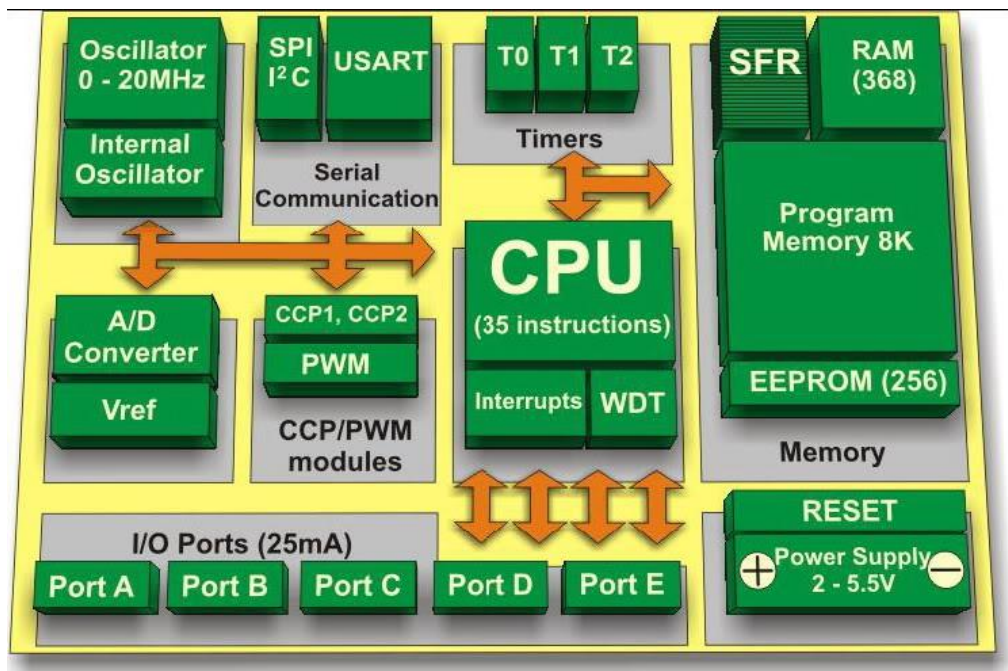 Oscillator
0 - 20MHz
Internal
Oscillator
SPI
I²C
USART
Serial
Communication
T0 T1 T2
Timers
SFR
RAM
(368)
Program
Memory 8K
EEPROM (256)
Memory
CPU
(35 instructions)
Interrupts
WDT
A/D
Converter
Vref
CCP1, CCP2
PWM
CCP/PWM
modules
I/O Ports (25mA)
Port A Port B Port C Port D Port E
RESET
+ Power Supply −
2 - 5.5V